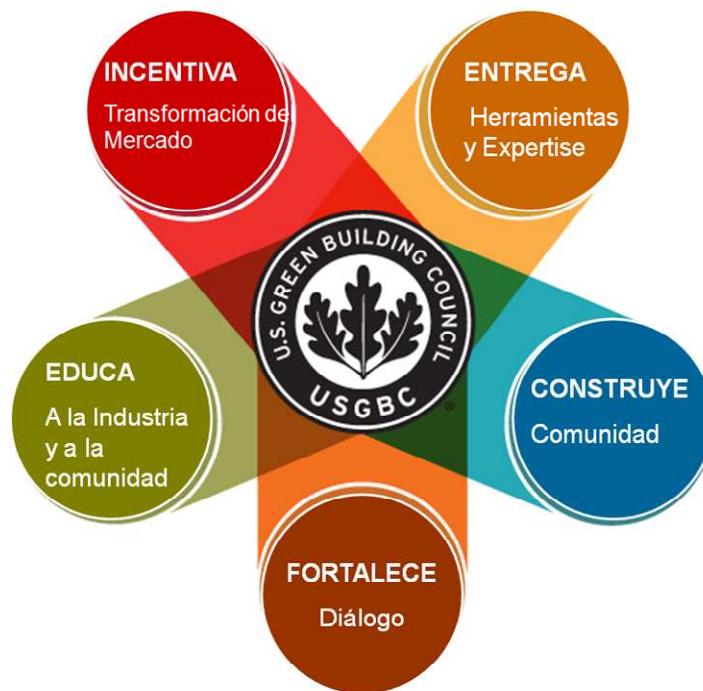 INCENTIVA
Transformación de
Mercado
ENTREGA
Herramientas
y Expertise
U.S. GREEN BUILDING COUNCIL
USGBC
®
EDUCA
A la Industria
y a la
comunidad
CONSTRUYE
Comunidad
FORTALECE
Diálogo